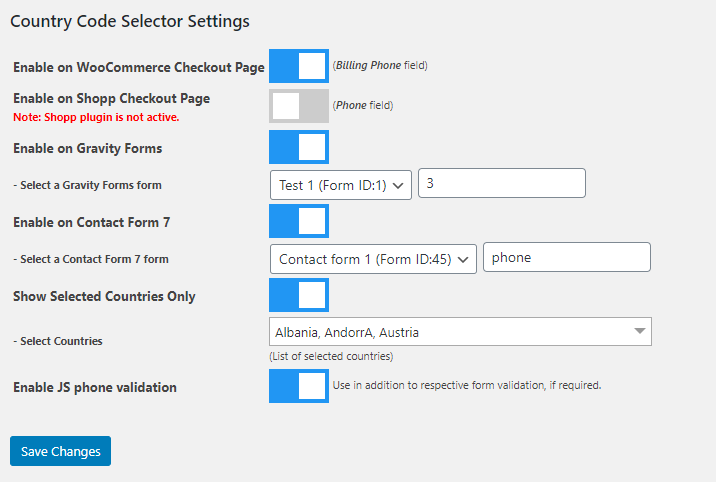 Country Code Selector Settings
Enable on WooCommerce Checkout Page (Billing Phone field)
Enable on Shopp Checkout Page (Phone field)
Note: Shopp plugin is not active.
Enable on Gravity Forms
- Select a Gravity Forms form Test 1 (Form ID:1) 3
Enable on Contact Form 7
- Select a Contact Form 7 form Contact form 1 (Form ID:45) phone
Show Selected Countries Only
- Select Countries Albania, AndorrA, Austria
(List of selected countries)
Enable JS phone validation Use in addition to respective form validation, if required.
Save Changes